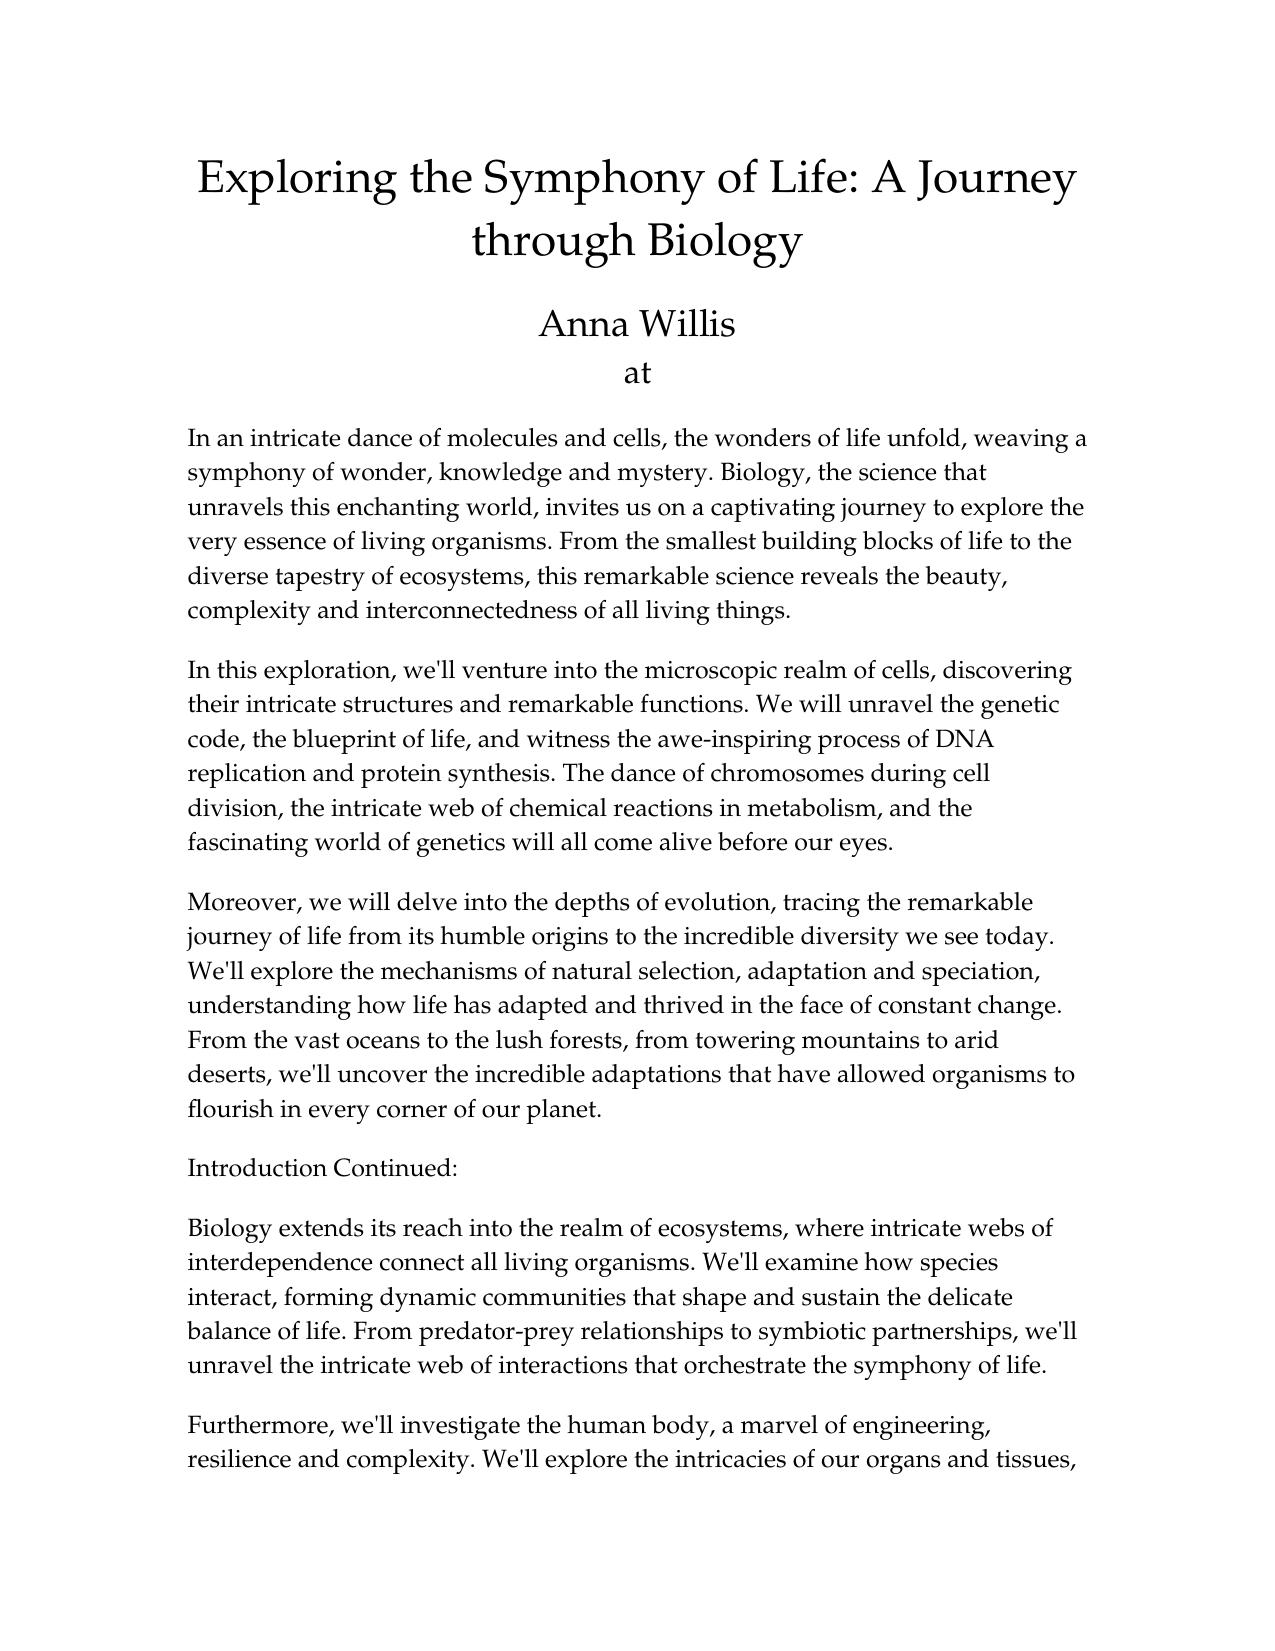 Exploring the Symphony of Life: A Journey
through Biology
Anna Willis
at
In an intricate dance of molecules and cells, the wonders of life unfold, weaving a
symphony of wonder, knowledge and mystery. Biology, the science that
unravels this enchanting world, invites us on a captivating journey to explore the
very essence of living organisms. From the smallest building blocks of life to the
diverse tapestry of ecosystems, this remarkable science reveals the beauty,
complexity and interconnectedness of all living things.
In this exploration, we'll venture into the microscopic realm of cells, discovering
their intricate structures and remarkable functions. We will unravel the genetic
code, the blueprint of life, and witness the awe-inspiring process of DNA
replication and protein synthesis. The dance of chromosomes during cell
division, the intricate web of chemical reactions in metabolism, and the
fascinating world of genetics will all come alive before our eyes.
Moreover, we will delve into the depths of evolution, tracing the remarkable
journey of life from its humble origins to the incredible diversity we see today.
We'll explore the mechanisms of natural selection, adaptation and speciation,
understanding how life has adapted and thrived in the face of constant change.
From the vast oceans to the lush forests, from towering mountains to arid
deserts, we'll uncover the incredible adaptations that have allowed organisms to
flourish in every corner of our planet.
Introduction Continued:
Biology extends its reach into the realm of ecosystems, where intricate webs of
interdependence connect all living organisms. We'll examine how species
interact, forming dynamic communities that shape and sustain the delicate
balance of life. From predator-prey relationships to symbiotic partnerships, we'll
unravel the intricate web of interactions that orchestrate the symphony of life.
Furthermore, we'll investigate the human body, a marvel of engineering,
resilience and complexity. We'll explore the intricacies of our organs and tissues,